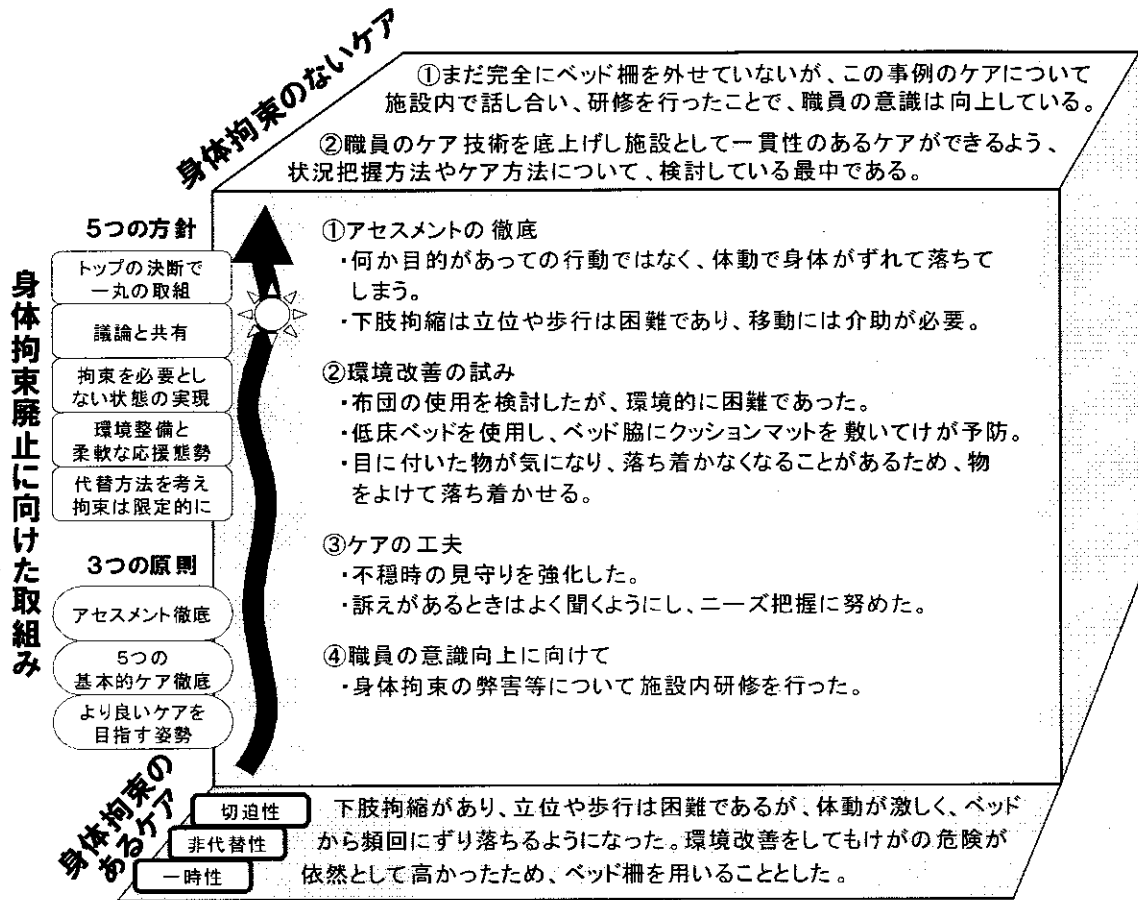 身体拘束のないケア
①まだ完全にベッド柵を外せていないが、この事例のケアについて
施設内で話し合い、研修を行ったことで、職員の意識は向上している。
②職員のケア技術を底上げし施設として一貫性のあるケアができるよう、
状況把握方法やケア方法について、検討している最中である。
身体拘束廃止に向けた取組み
5つの方針
トップの決断で
一丸の取組
議論と共有
拘束を必要とし
ない状態の実現
環境整備と
柔軟な応援態勢
代替方法を考え
拘束は限定的に
3つの原則
アセスメント徹底
5つの
基本的ケア徹底
より良いケアを
目指す姿勢
①アセスメントの徹底
・何か目的があっての行動ではなく、体動で身体がずれて落ちて
しまう。
・下肢拘縮は立位や歩行は困難であり、移動には介助が必要。
②環境改善の試み
・布団の使用を検討したが、環境的に困難であった。
・低床ベッドを使用し、ベッド脇にクッションマットを敷いてけが予防。
・目に付いた物が気になり、落ち着かなくなることがあるため、物
をよけて落ち着かせる。
③ケアの工夫
・不穏時の見守りを強化した。
・訴えがあるときはよく聞くようにし、ニーズ把握に努めた。
④職員の意識向上に向けて
・身体拘束の弊害等について施設内研修を行った。
身体拘束の
あるケア
切迫性
非代替性
一時性
下肢拘縮があり、立位や歩行は困難であるが、体動が激しく、ベッド
から頻回にずり落ちるようになった。環境改善をしてもけがの危険が
依然として高かったため、ベッド柵を用いることとした。